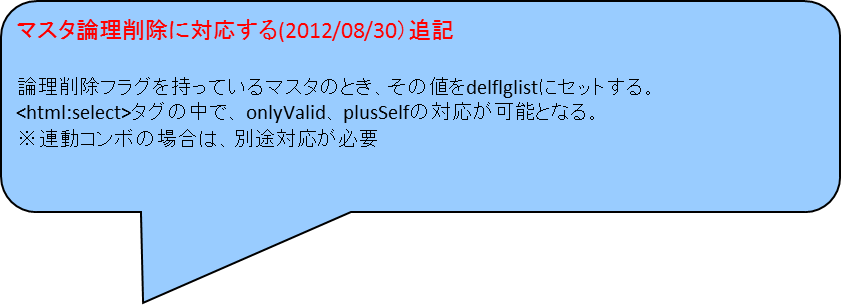 マスタ論理削除に対応する(2012/08/30）追記
論理削除フラグを持っているマスタのとき、その値をdelflglistにセットする。
<html:select>タグの中で、onlyValid、plusSelfの対応が可能となる。
※連動コンボの場合は、別途対応が必要